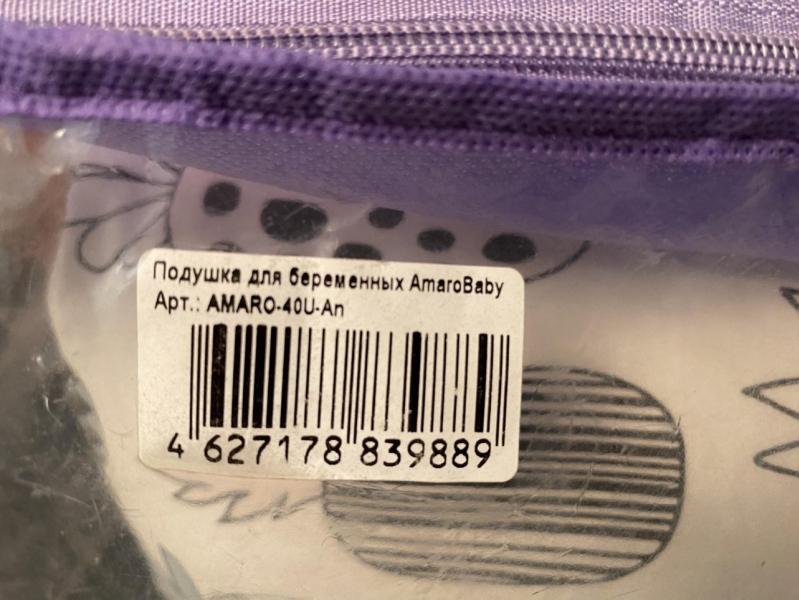 Подушка для беременных AmaroBaby
Арт.: AMARO-40U-An
4 627178 839889